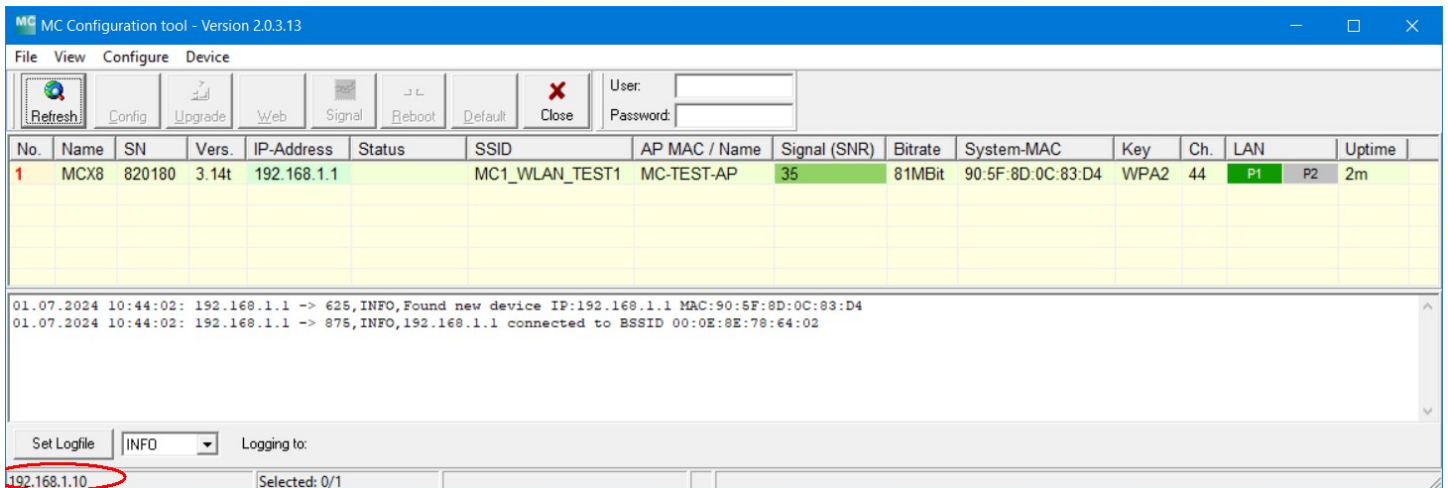 MC MC Configuration tool - Version 2.0.3.13
File View Configure Device
Refresh Config Upgrade Web Signal Reboot Default Close User:
Password:
No. Name SN Vers. IP-Address Status SSID AP MAC / Name Signal (SNR) Bitrate System-MAC Key Ch. LAN Uptime
1 MCX8 820180 3.14t 192.168.1.1 MC1_WLAN_TEST1 MC-TEST-AP 35 81MBit 90:5F:8D:0C:83:D4 WPA2 44 P1 P2 2m
01.07.2024 10:44:02: 192.168.1.1 -> 625,INFO,Found new device IP:192.168.1.1 MAC:90:5F:8D:0C:83:D4
01.07.2024 10:44:02: 192.168.1.1 -> 875,INFO,192.168.1.1 connected to BSSID 00:0E:8E:78:64:02
Set Logfile INFO Logging to:
192.168.1.10 Selected: 0/1